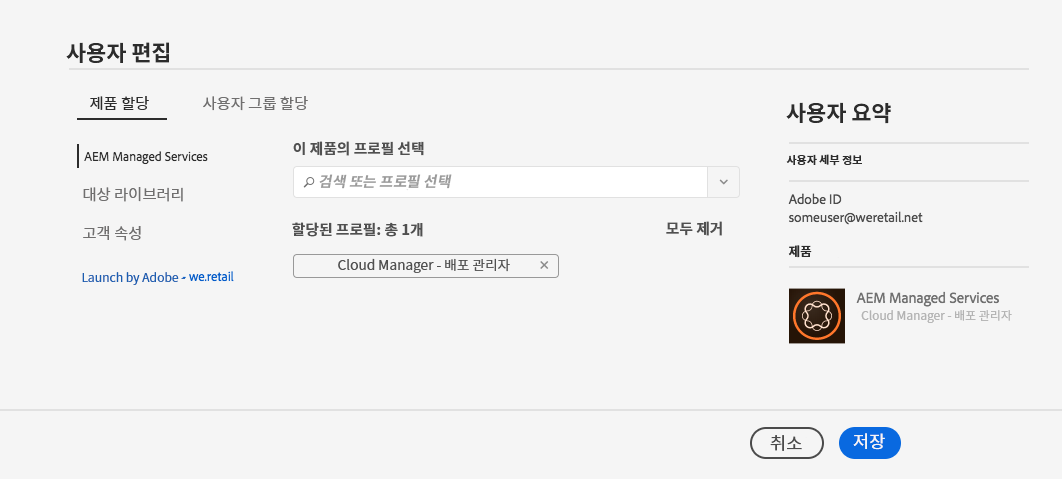 사용자 편집
제품 할당
사용자 그룹 할당
AEM Managed Services
대상 라이브러리
고객 속성
Launch by Adobe - we.retail
이 제품의 프로필 선택
검색 또는 프로필 선택
할당된 프로필: 총 1개
모두 제거
Cloud Manager - 배포 관리자 ×
사용자 요약
사용자 세부 정보
Adobe ID
someuser@weretail.net
제품
AEM Managed Services
Cloud Manager - 배포 관리자
취소
저장